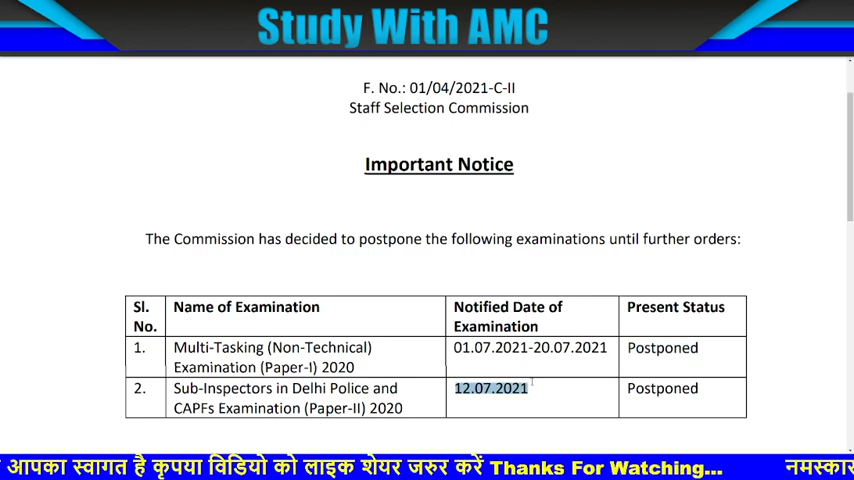 Study With AMC
F. No.: 01/04/2021-C-II
Staff Selection Commission
Important Notice
The Commission has decided to postpone the following examinations until further orders:
Sl. No. Name of Examination Notified Date of Examination Present Status
1. Multi-Tasking (Non-Technical) Examination (Paper-I) 2020 01.07.2021-20.07.2021 Postponed
2. Sub-Inspectors in Delhi Police and CAPFs Examination (Paper-II) 2020 12.07.2021 Postponed
आपका स्वागत है कृपया विडियो को लाइक शेयर जरुर करें Thanks For Watching... नमस्कार